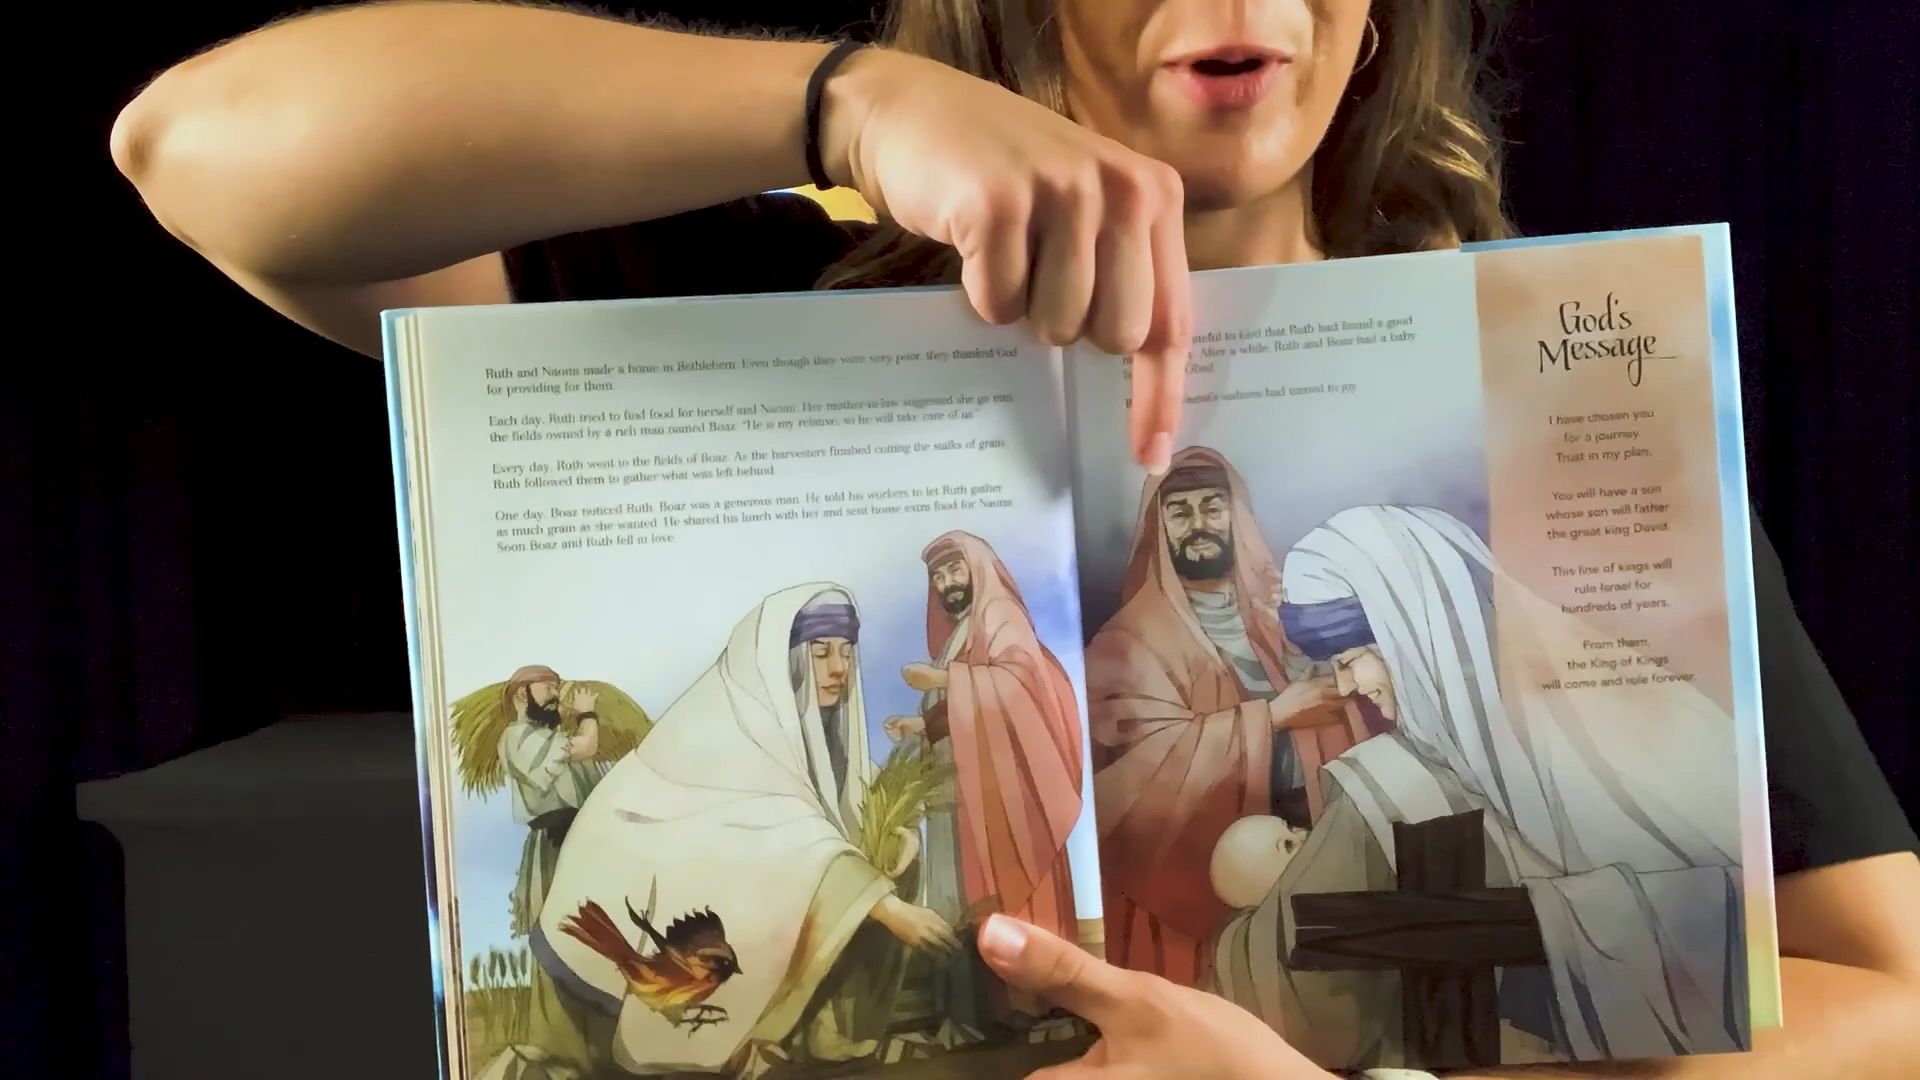 Ruth and Naomi made a home in Bethlehem. Even though they were very poor, they thanked God
for providing for them.
Each day, Ruth tried to find food for herself and Naomi. Her mother-in-law suggested she go into
the fields owned by a rich man named Boaz. "He is my relative, so he will take care of us."
Every day, Ruth went to the fields of Boaz. As the harvesters finished cutting the stalks of grain,
Ruth followed them to gather what was left behind.
One day, Boaz noticed Ruth. Boaz was a generous man. He told his workers to let Ruth gather
as much grain as she wanted. He shared his lunch with her and sent home extra food for Naomi.
Soon Boaz and Ruth fell in love.
to God that Ruth had found a good
After a while, Ruth and Boaz had a baby
Obed.
sadness had turned to joy.
God's
Message
I have chosen you
for a journey.
Trust in my plan.
You will have a son
whose son will father
the great king David.
This line of kings will
rule Israel for
hundreds of years.
From them,
the King of Kings
will come and rule forever.